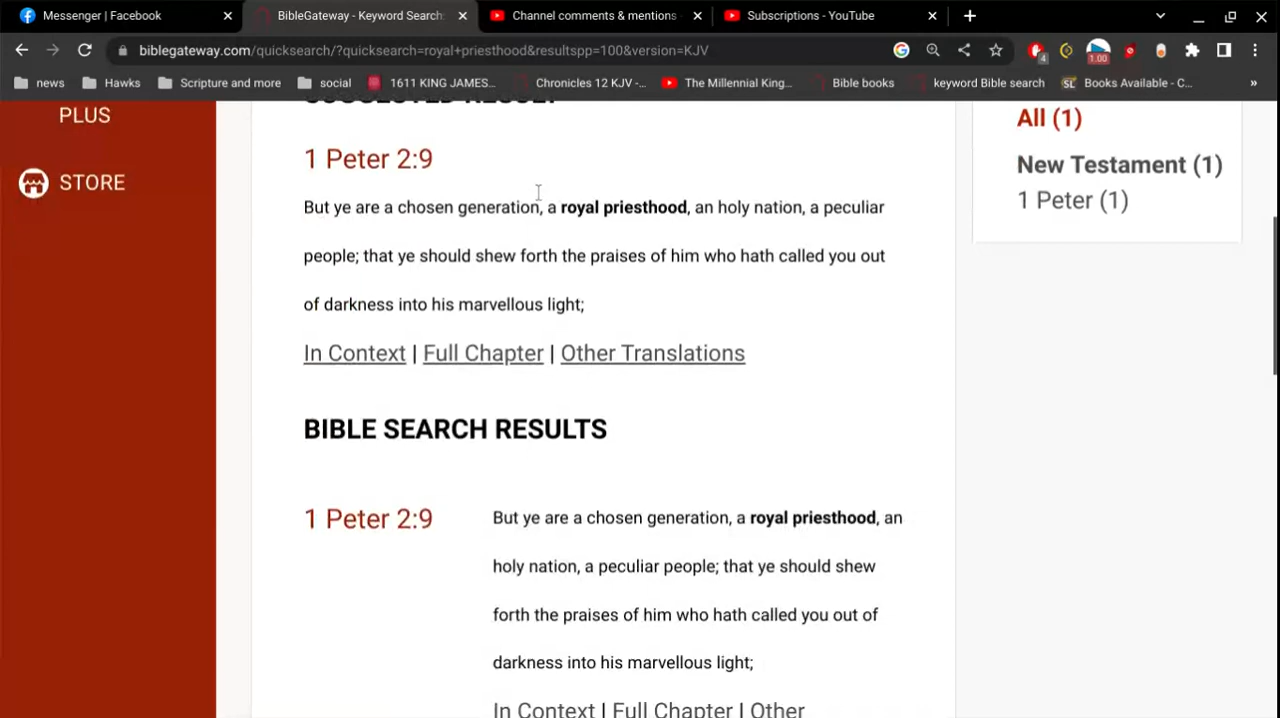 Messenger | Facebook
BibleGateway - Keyword Search:
Channel comments & mentions
Subscriptions - YouTube
biblegateway.com/quicksearch/?quicksearch=royal+priesthood&resultspp=100&version=KJV
4
1.00
news
Hawks
Scripture and more
social
1611 KING JAMES...
Chronicles 12 KJV -...
The Millennial King...
Bible books
keyword Bible search
SL
Books Available - C...
»
PLUS
STORE
SUGGESTED RESULT
1 Peter 2:9
But ye are a chosen generation, a royal priesthood, an holy nation, a peculiar
people; that ye should shew forth the praises of him who hath called you out
of darkness into his marvellous light;
In Context | Full Chapter | Other Translations
BIBLE SEARCH RESULTS
1 Peter 2:9
But ye are a chosen generation, a royal priesthood, an
holy nation, a peculiar people; that ye should shew
forth the praises of him who hath called you out of
darkness into his marvellous light;
In Context | Full Chapter | Other
All (1)
New Testament (1)
1 Peter (1)